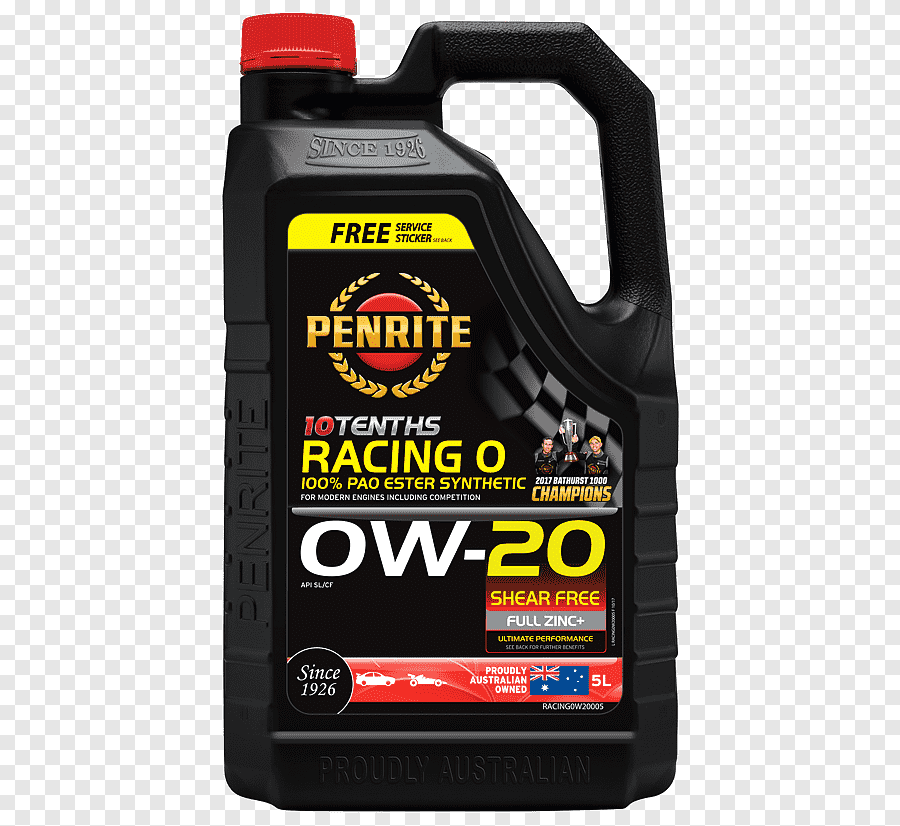 SINCE 1926
FREE SERVICE
STICKER SEE BACK
PENRITE
10TENTHS
RACING 0
100% PAO ESTER SYNTHETIC
FOR MODERN ENGINES INCLUDING COMPETITION
2017 BATHURST 1000
CHAMPIONS
0W-20
API SL/CF
SHEAR FREE
FULL ZINC+
ULTIMATE PERFORMANCE
SEE BACK FOR FURTHER BENEFITS
PENRITE
Since
1926
PROUDLY
AUSTRALIAN
OWNED
5L
RACING0W20005
PROUDLY AUSTRALIAN